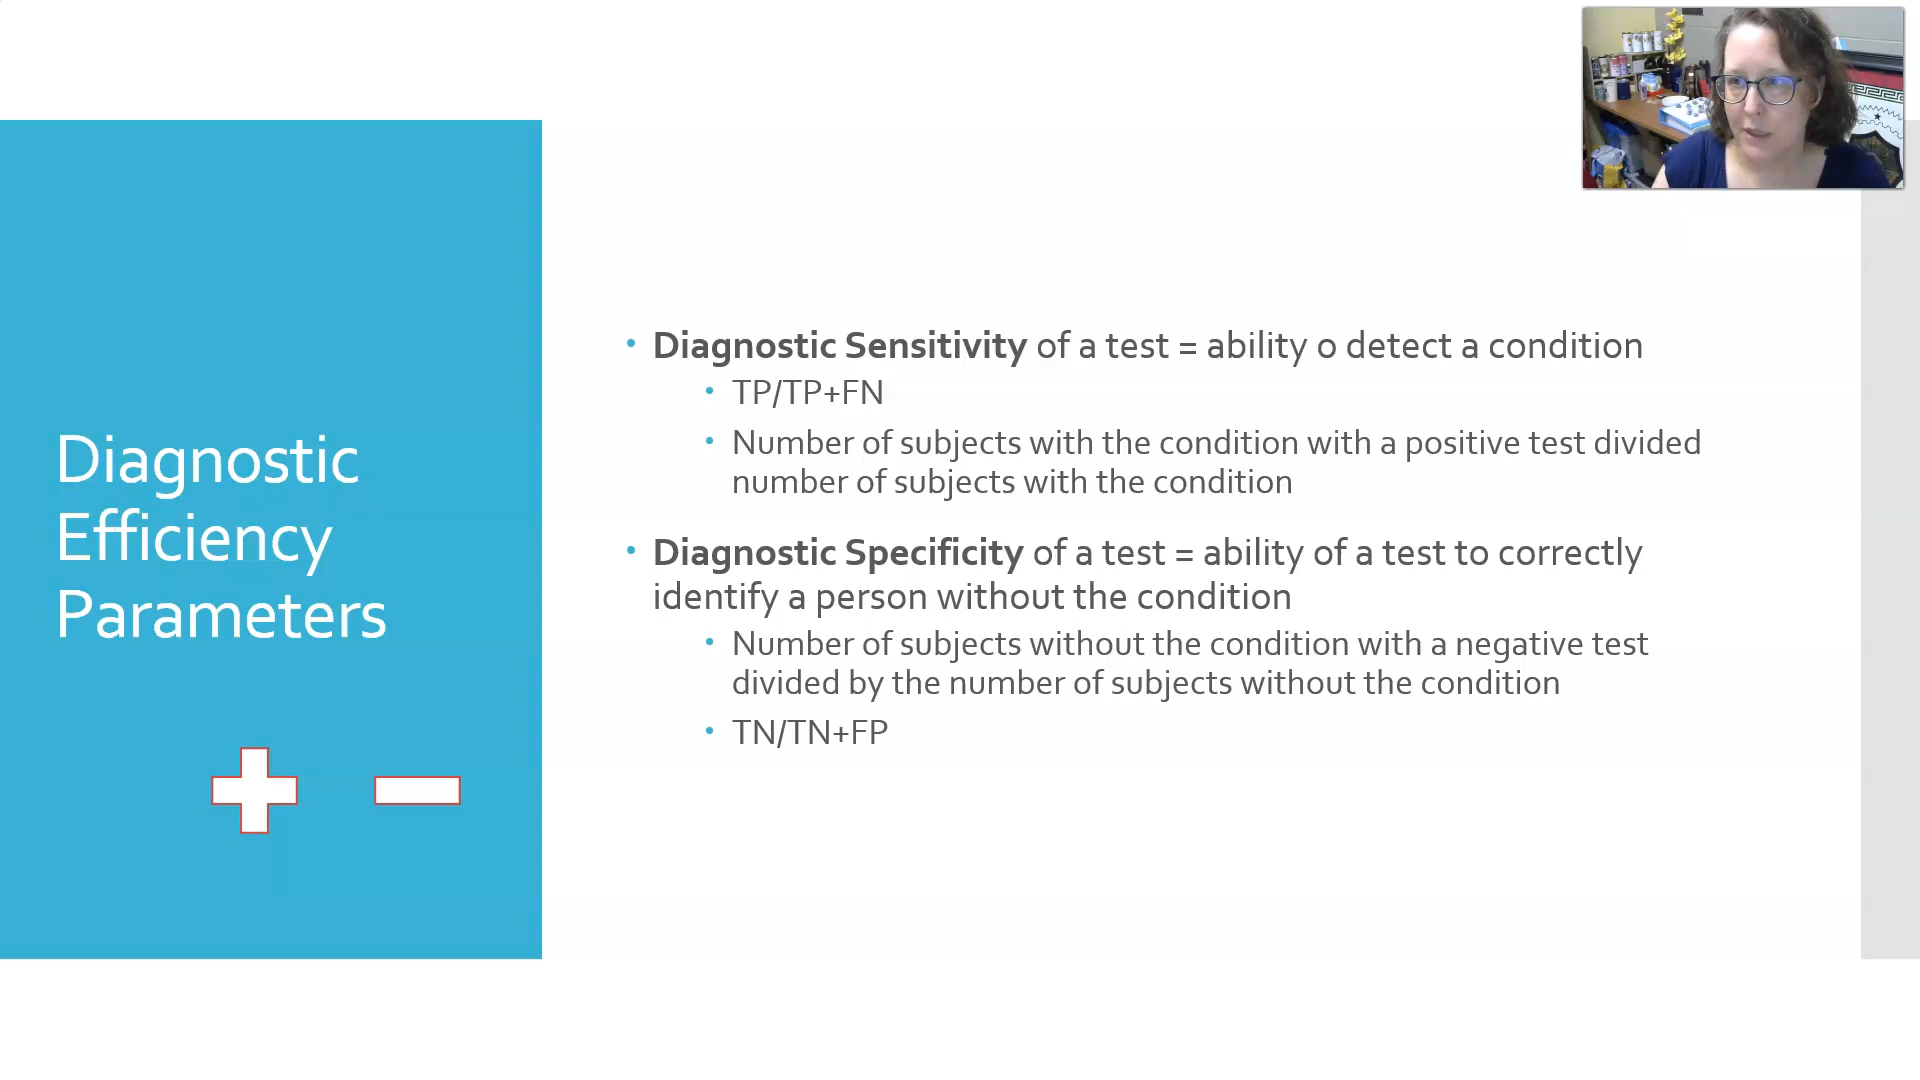 Diagnostic
Efficiency
Parameters
• Diagnostic Sensitivity of a test = ability o detect a condition
• TP/TP+FN
• Number of subjects with the condition with a positive test divided
number of subjects with the condition
• Diagnostic Specificity of a test = ability of a test to correctly
identify a person without the condition
• Number of subjects without the condition with a negative test
divided by the number of subjects without the condition
• TN/TN+FP